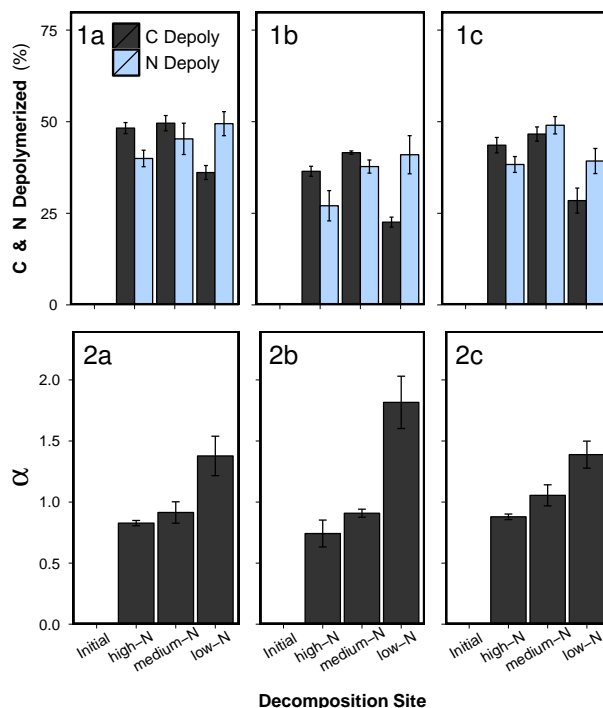 1a
C Depoly
N Depoly
1b
1c
C & N Depolymerized (%)
75
50
25
0
2a
2b
2c
α
2.0
1.5
1.0
0.5
0.0
Initial
high–N
medium–N
low–N
Initial
high–N
medium–N
low–N
Initial
high–N
medium–N
low–N
Decomposition Site